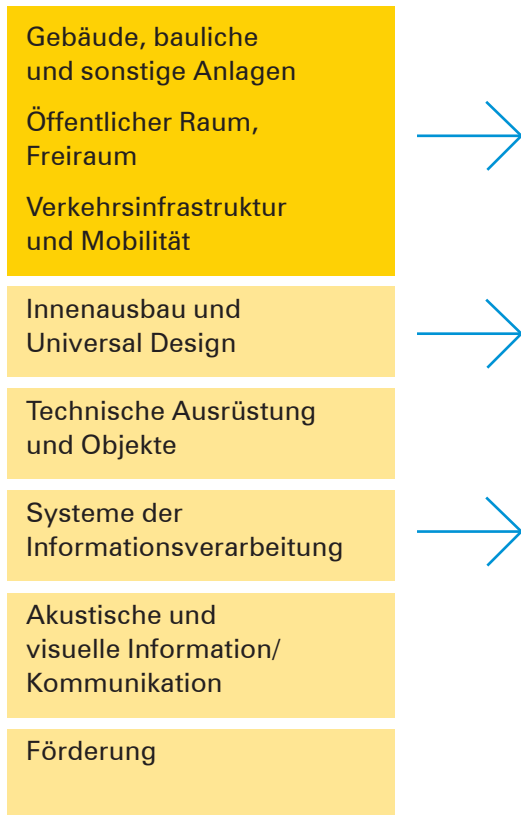 Gebäude, bauliche
und sonstige Anlagen
Öffentlicher Raum,
Freiraum
Verkehrsinfrastruktur
und Mobilität
Innenausbau und
Universal Design
Technische Ausrüstung
und Objekte
Systeme der
Informationsverarbeitung
Akustische und
visuelle Information/
Kommunikation
Förderung